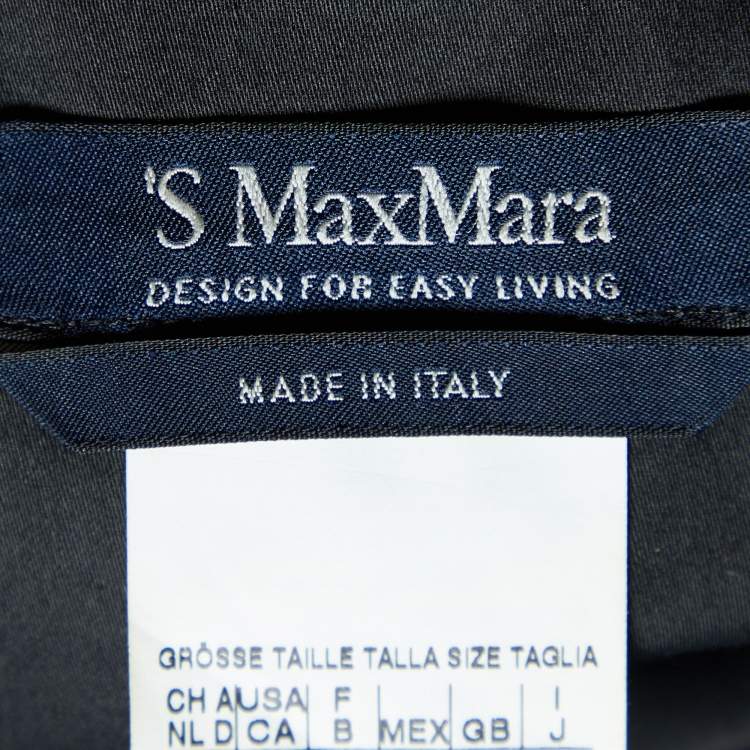 'S MaxMara
DESIGN FOR EASY LIVING
MADE IN ITALY
GRÖSSE TAILLE TALLA SIZE TAGLIA
CH A USA F I
NL D CA B MEX GB J